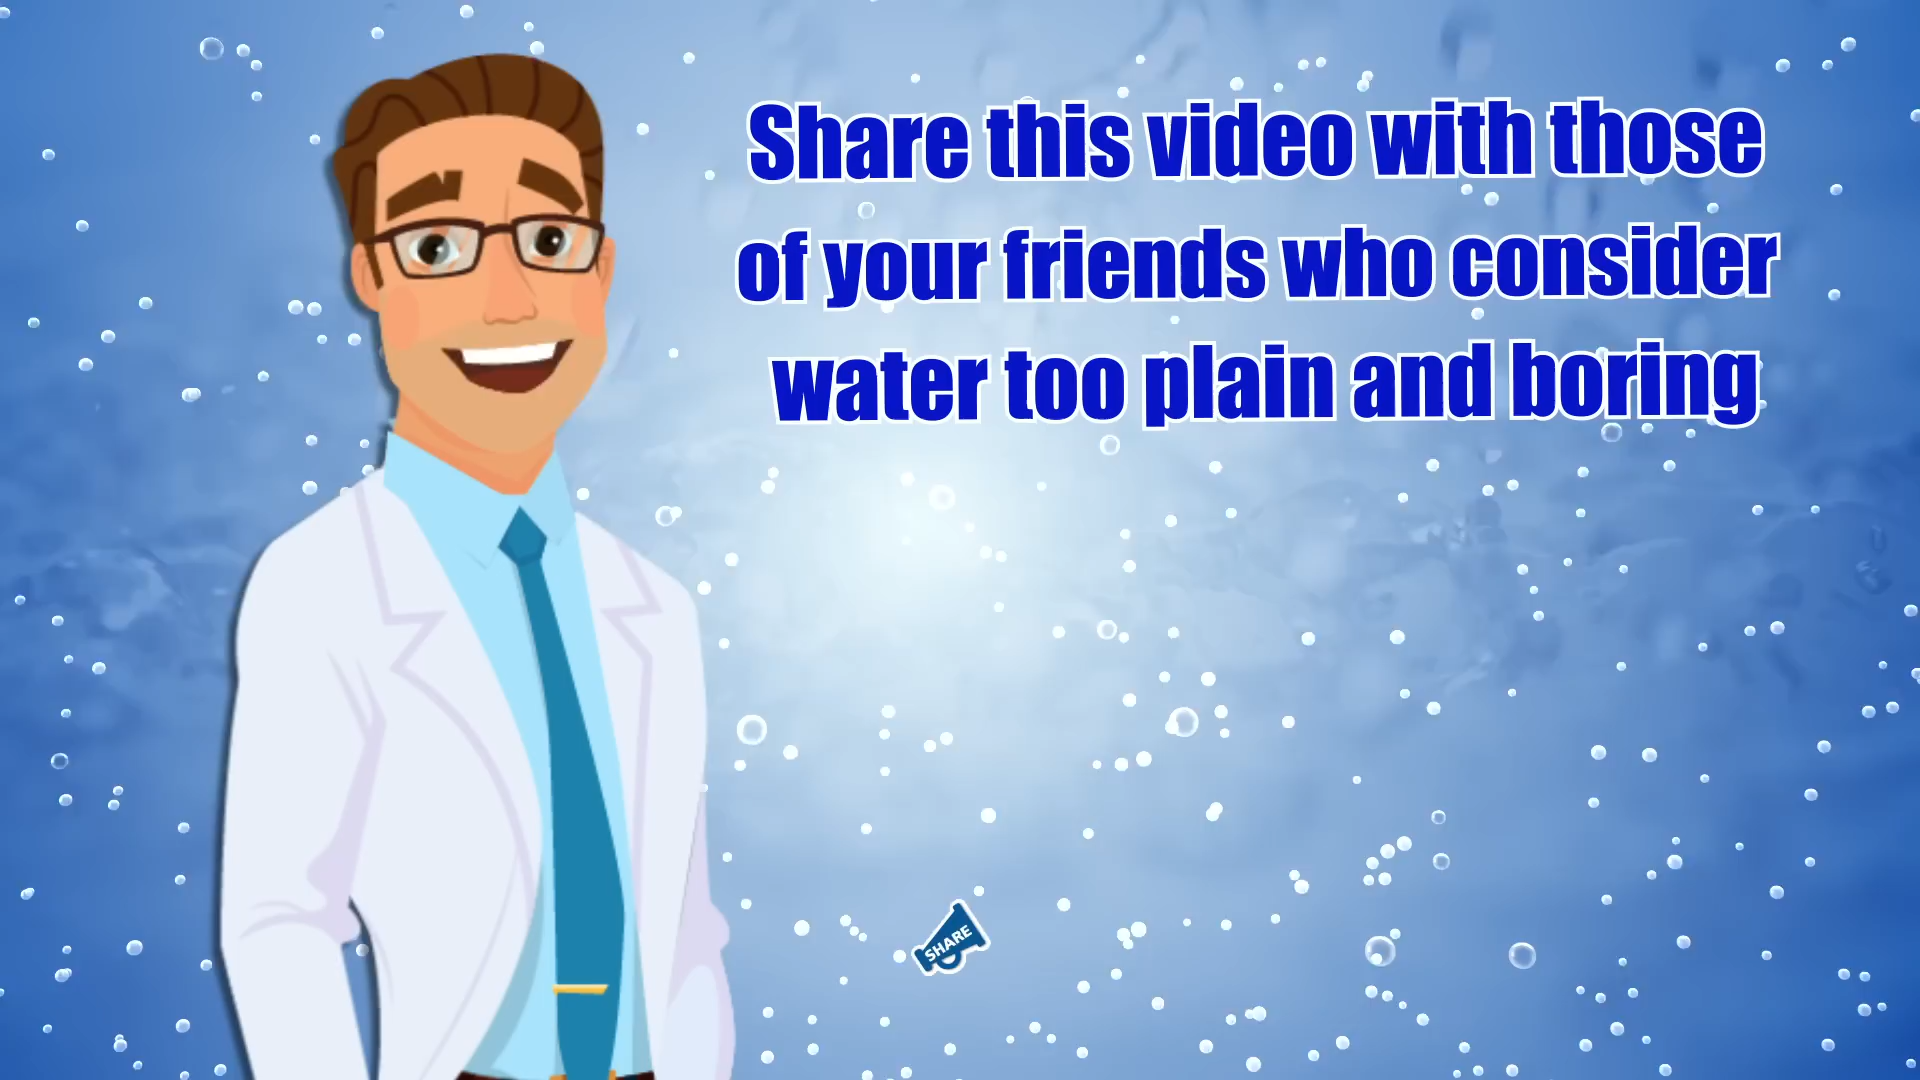 Share this video with those
of your friends who consider
water too plain and boring
SHARE